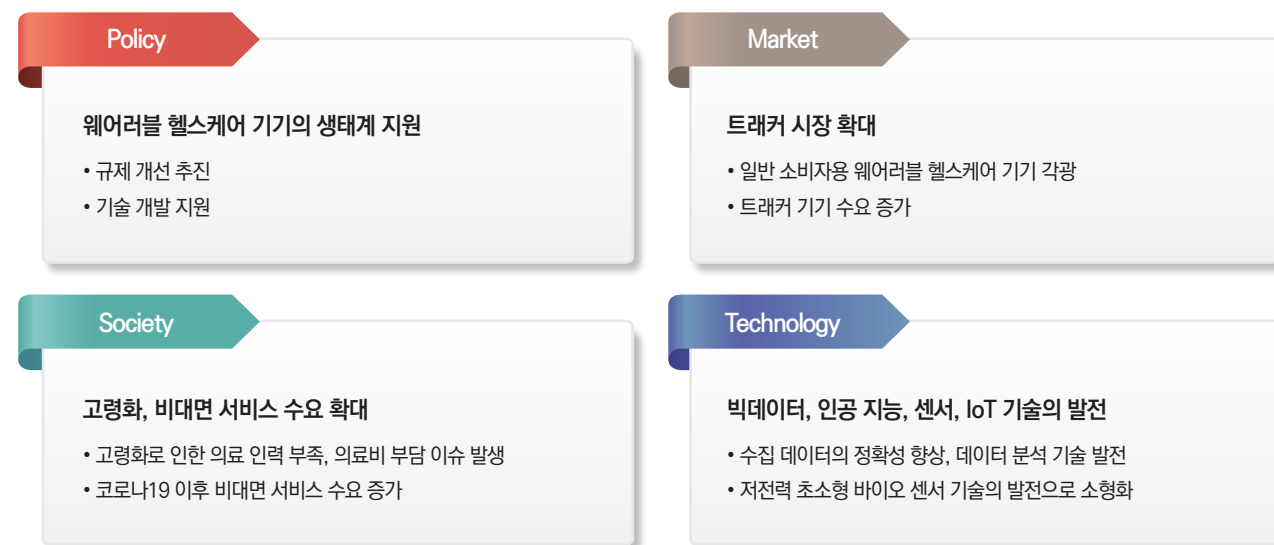 Policy
웨어러블 헬스케어 기기의 생태계 지원
• 규제 개선 추진
• 기술 개발 지원
Market
트래커 시장 확대
• 일반 소비자용 웨어러블 헬스케어 기기 각광
• 트래커 기기 수요 증가
Society
고령화, 비대면 서비스 수요 확대
• 고령화로 인한 의료 인력 부족, 의료비 부담 이슈 발생
• 코로나19 이후 비대면 서비스 수요 증가
Technology
빅데이터, 인공 지능, 센서, IoT 기술의 발전
• 수집 데이터의 정확성 향상, 데이터 분석 기술 발전
• 저전력 초소형 바이오 센서 기술의 발전으로 소형화